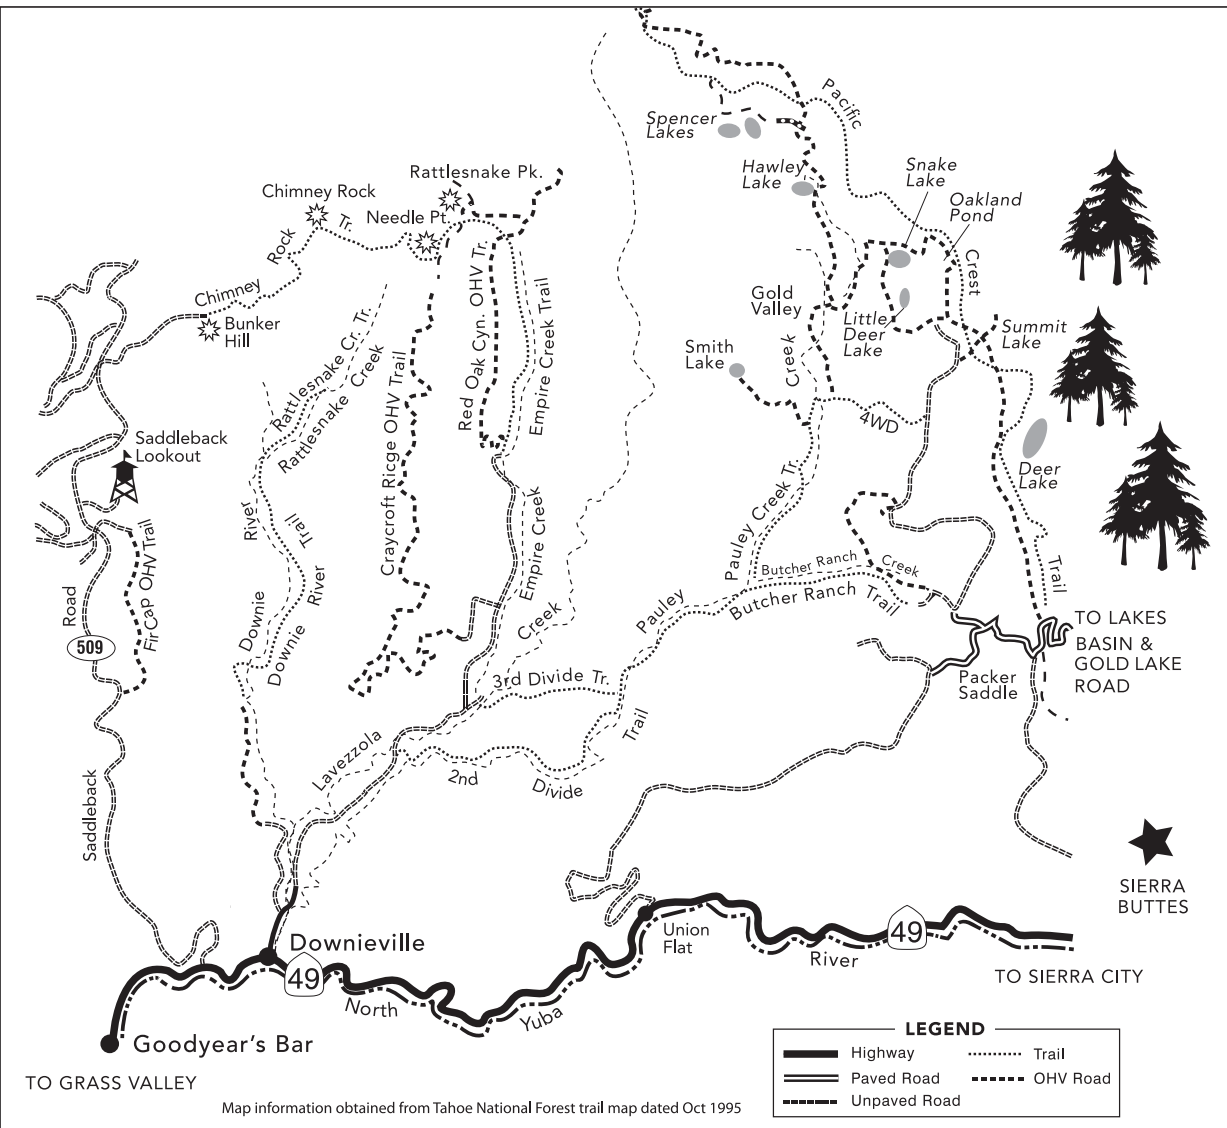 Pacific
Spencer
Lakes
Hawley
Lake
Snake
Lake
Oakland
Pond
Rattlesnake Pk.
Chimney Rock
Needle Pt.
Chimney
Rock
Tr.
Bunker
Hill
Crest
Gold
Valley
Little
Deer
Lake
Summit
Lake
Smith
Lake
Creek
4WD
Deer
Lake
Rattlesnake Cr. Tr.
Rattlesnake Creek
Craycroft Ricge OHV Trail
Red Oak Cyn. OHV Tr.
Empire Creek Trail
Saddleback
Lookout
River
Trail
River
Downie
Downie
Empire Creek
Creek
Pauley Creek Tr.
Butcher Ranch
Creek
Butcher Ranch
Trail
Pauley
Trail
Road
509
Fir Cap OHV Trail
TO LAKES
BASIN &
GOLD LAKE
ROAD
Packer
Saddle
3rd Divide Tr.
Trail
Lavezzola
2nd
Divide
Saddleback
SIERRA
BUTTES
Downieville
49
Union
Flat
River
49
TO SIERRA CITY
North
Yuba
Goodyear's Bar
TO GRASS VALLEY
LEGEND
Highway
Trail
Paved Road
OHV Road
Unpaved Road
Map information obtained from Tahoe National Forest trail map dated Oct 1995